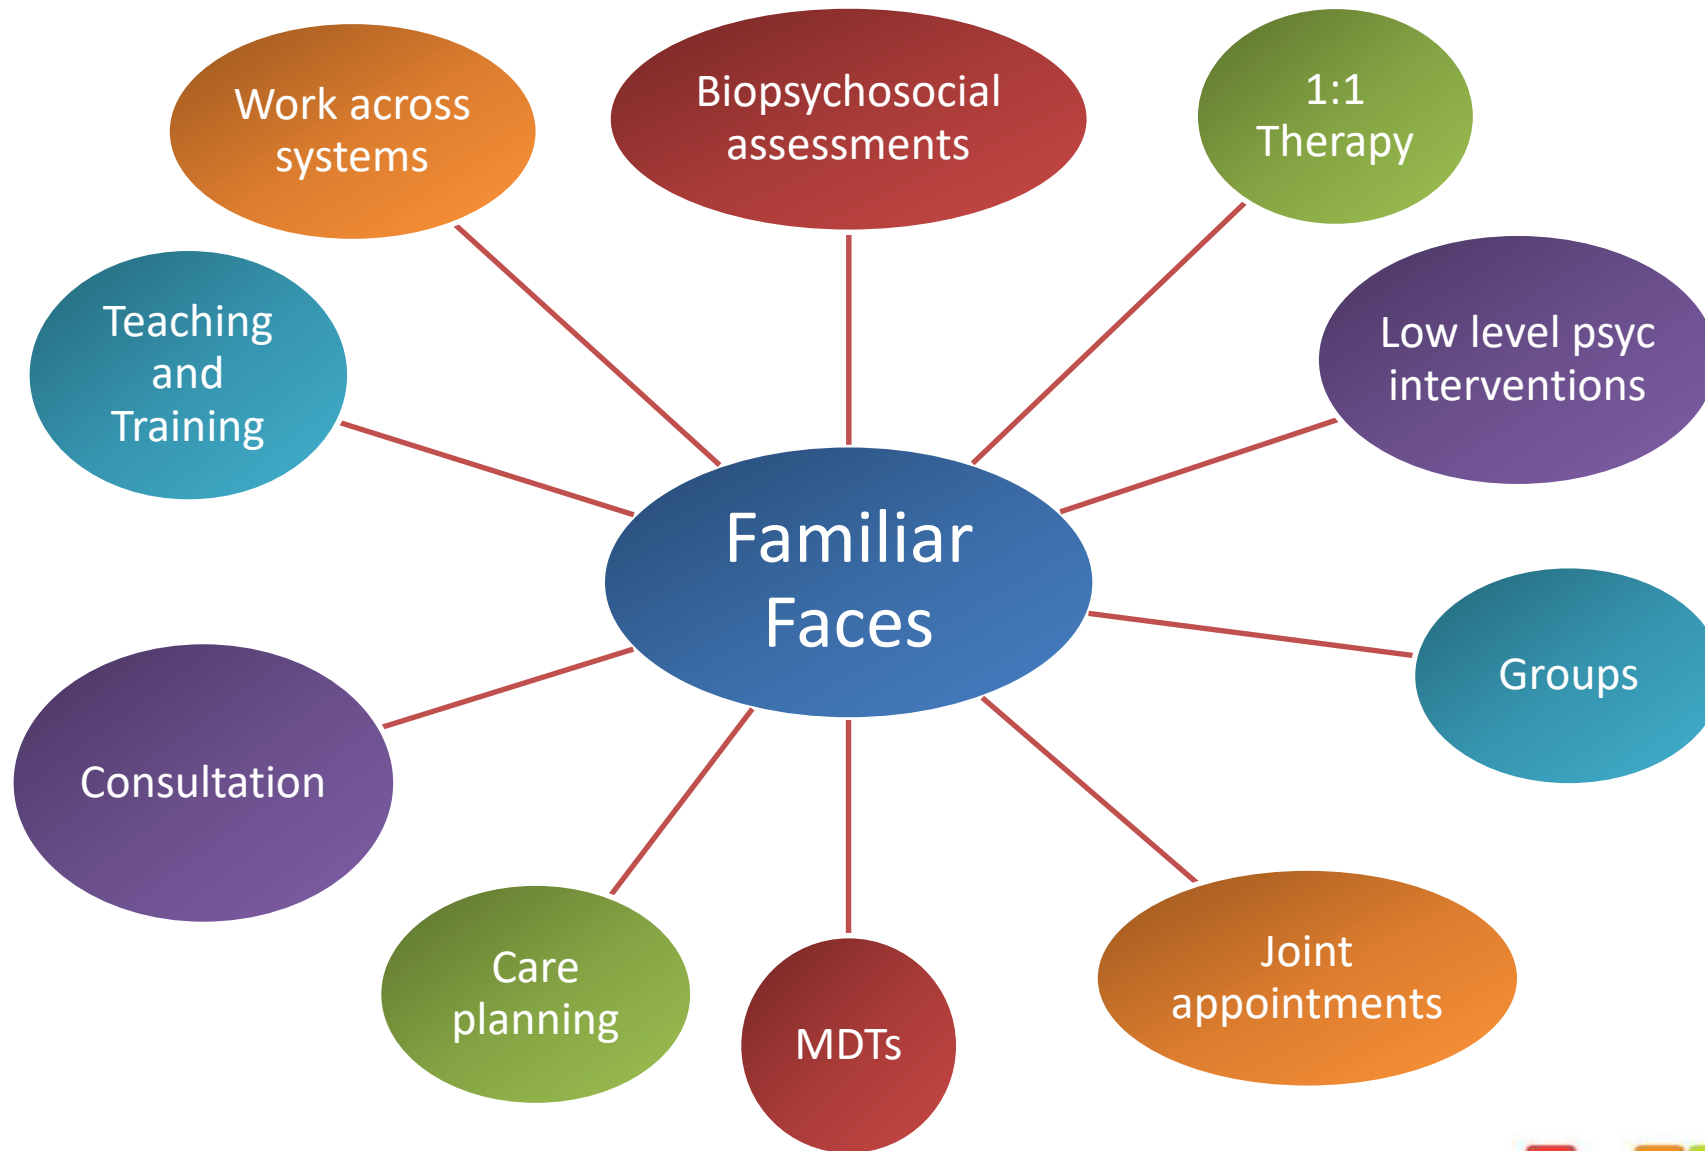 Work across
systems
Biopsychosocial
assessments
1:1
Therapy
Teaching
and
Training
Low level psyc
interventions
Familiar
Faces
Groups
Consultation
Joint
appointments
Care
planning
MDTs